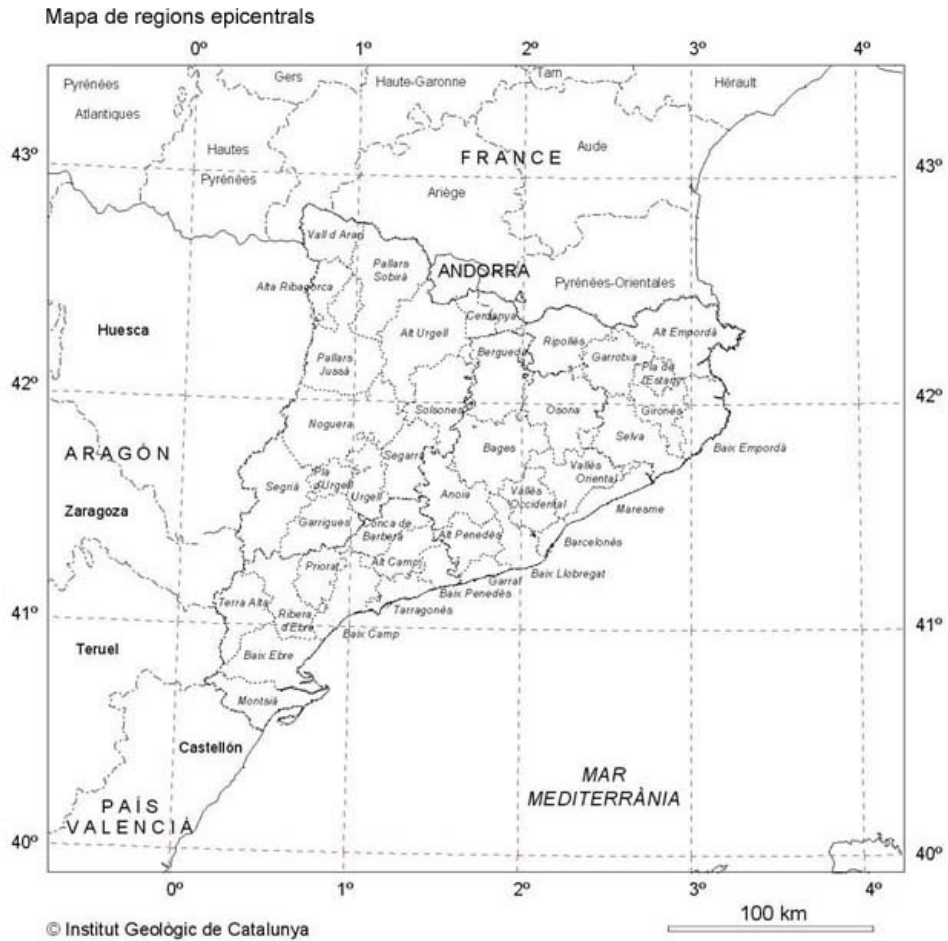 Mapa de regions epicentrals
0º 1º 2º 3º 4º
Pyrénées
Atlantiques
Gers
Haute-Garonne
Tarn
Hérault
43º
Hautes
Pyrénées
FRANCE
Aude
43º
Ariège
Vall d Aran
Pallars
Sobirà
ANDORRA
Pyrénées-Orientales
Alta Ribagorca
Cerdanya
Huesca
Alt Urgell
Ripollès
Alt Empordà
Berguedà
Garrotxa
Pallars
Jussà
Pla de
l'Estany
42º
42º
Solsones
Osona
Gironès
Noguera
Selva
Baix Empordà
ARAGÓN
Segarra
Bages
Vallès
Oriental
Segrià
Pla
d'Urgell
Urgell
Anoia
Vallès
Occidental
Maresme
Zaragoza
Garrigues
Conca de
Barberà
Alt Penedès
Barcelonès
Priorat
Alt Camp
Garraf
Baix Llobregat
Baix Penedès
41º
Terra Alta
Ribera
d'Ebre
Tarragonès
41º
Baix Camp
Teruel
Baix Ebre
Montsià
Castellón
MAR
MEDITERRÀNIA
PAÍS
VALENCIÀ
40º
40º
0º 1º 2º 3º 4º
© Institut Geològic de Catalunya
100 km